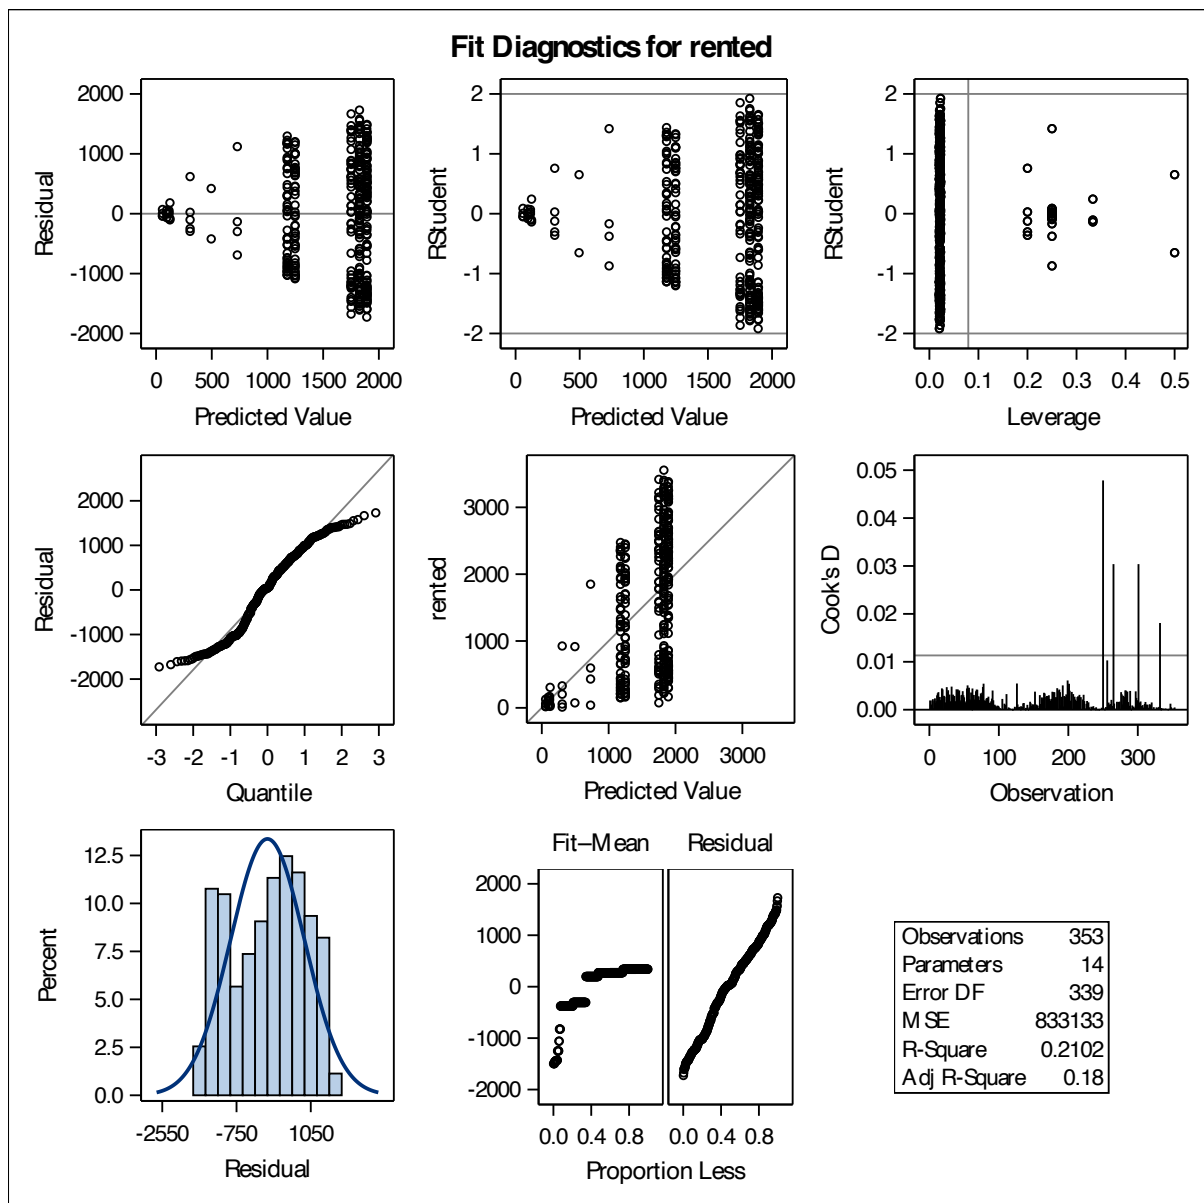 Fit Diagnostics for rented
2000
1000
0
-1000
-2000
Residual
0 500 1000 1500 2000
Predicted Value
2
1
0
-1
-2
RStudent
0 500 1000 1500 2000
Predicted Value
2
1
0
-1
-2
RStudent
0.0 0.1 0.2 0.3 0.4 0.5
Leverage
2000
1000
0
-1000
-2000
Residual
-3 -2 -1 0 1 2 3
Quantile
3000
2000
1000
0
rented
0 1000 2000 3000
Predicted Value
0.05
0.04
0.03
0.02
0.01
0.00
Cook's D
0 100 200 300
Observation
12.5
10.0
7.5
5.0
2.5
0.0
Percent
-2550 -750 1050
Residual
Fit–Mean Residual
2000
1000
0
-1000
-2000
0.0 0.4 0.8 0.0 0.4 0.8
Proportion Less
Observations 353
Parameters 14
Error DF 339
MSE 833133
R-Square 0.2102
Adj R-Square 0.18